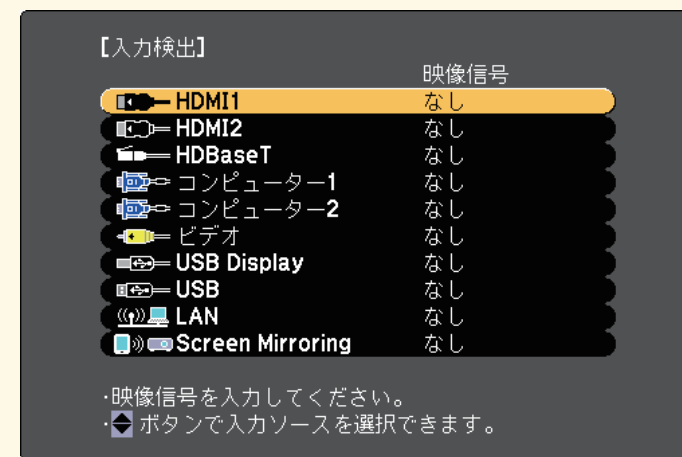 【入力検出】
映像信号
HDMI1 なし
HDMI2 なし
HDBaseT なし
コンピューター1 なし
コンピューター2 なし
ビデオ なし
USB Display なし
USB なし
LAN なし
Screen Mirroring なし
・映像信号を入力してください。
・ ボタンで入力ソースを選択できます。